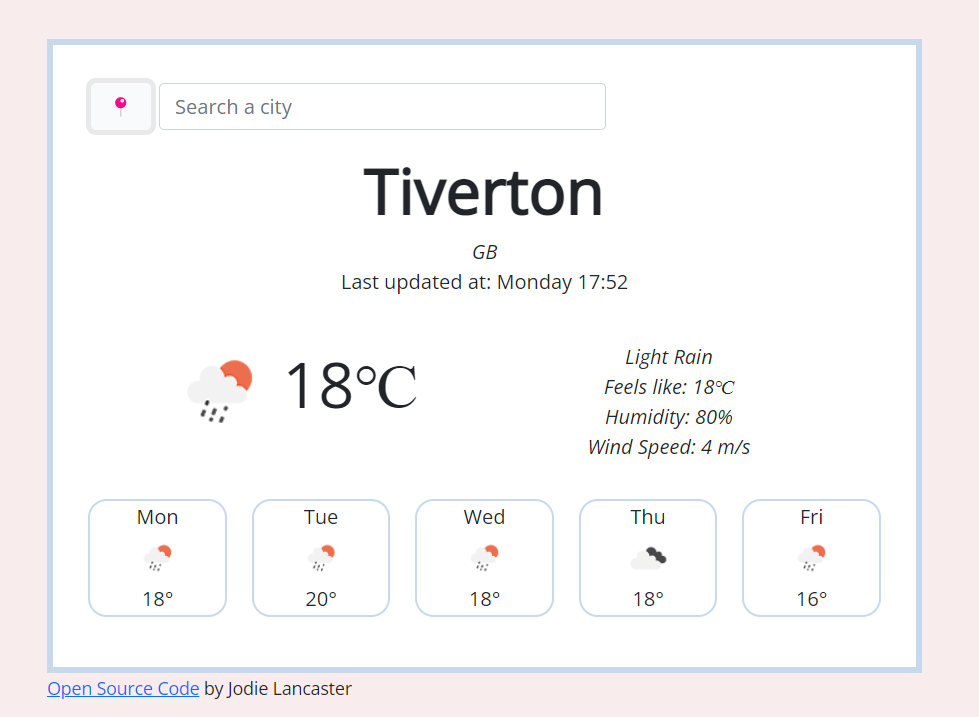 Search a city
Tiverton
GB
Last updated at: Monday 17:52
18℃
Light Rain
Feels like: 18℃
Humidity: 80%
Wind Speed: 4 m/s
Mon
18°
Tue
20°
Wed
18°
Thu
18°
Fri
16°
Open Source Code by Jodie Lancaster